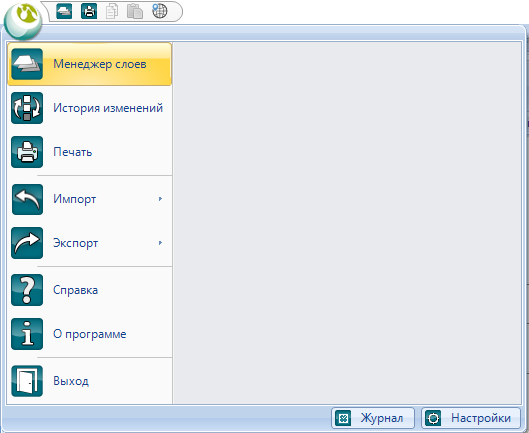 Менеджер слоев
История изменений
Печать
Импорт
Экспорт
Справка
О программе
Выход
Журнал
Настройки